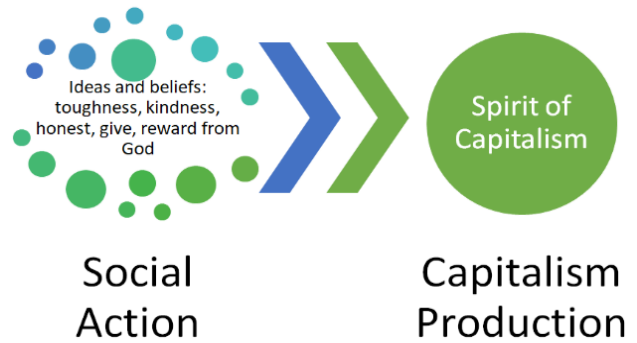 Ideas and beliefs:
toughness, kindness,
honest, give, reward from
God
Spirit of
Capitalism
Social
Action
Capitalism
Production